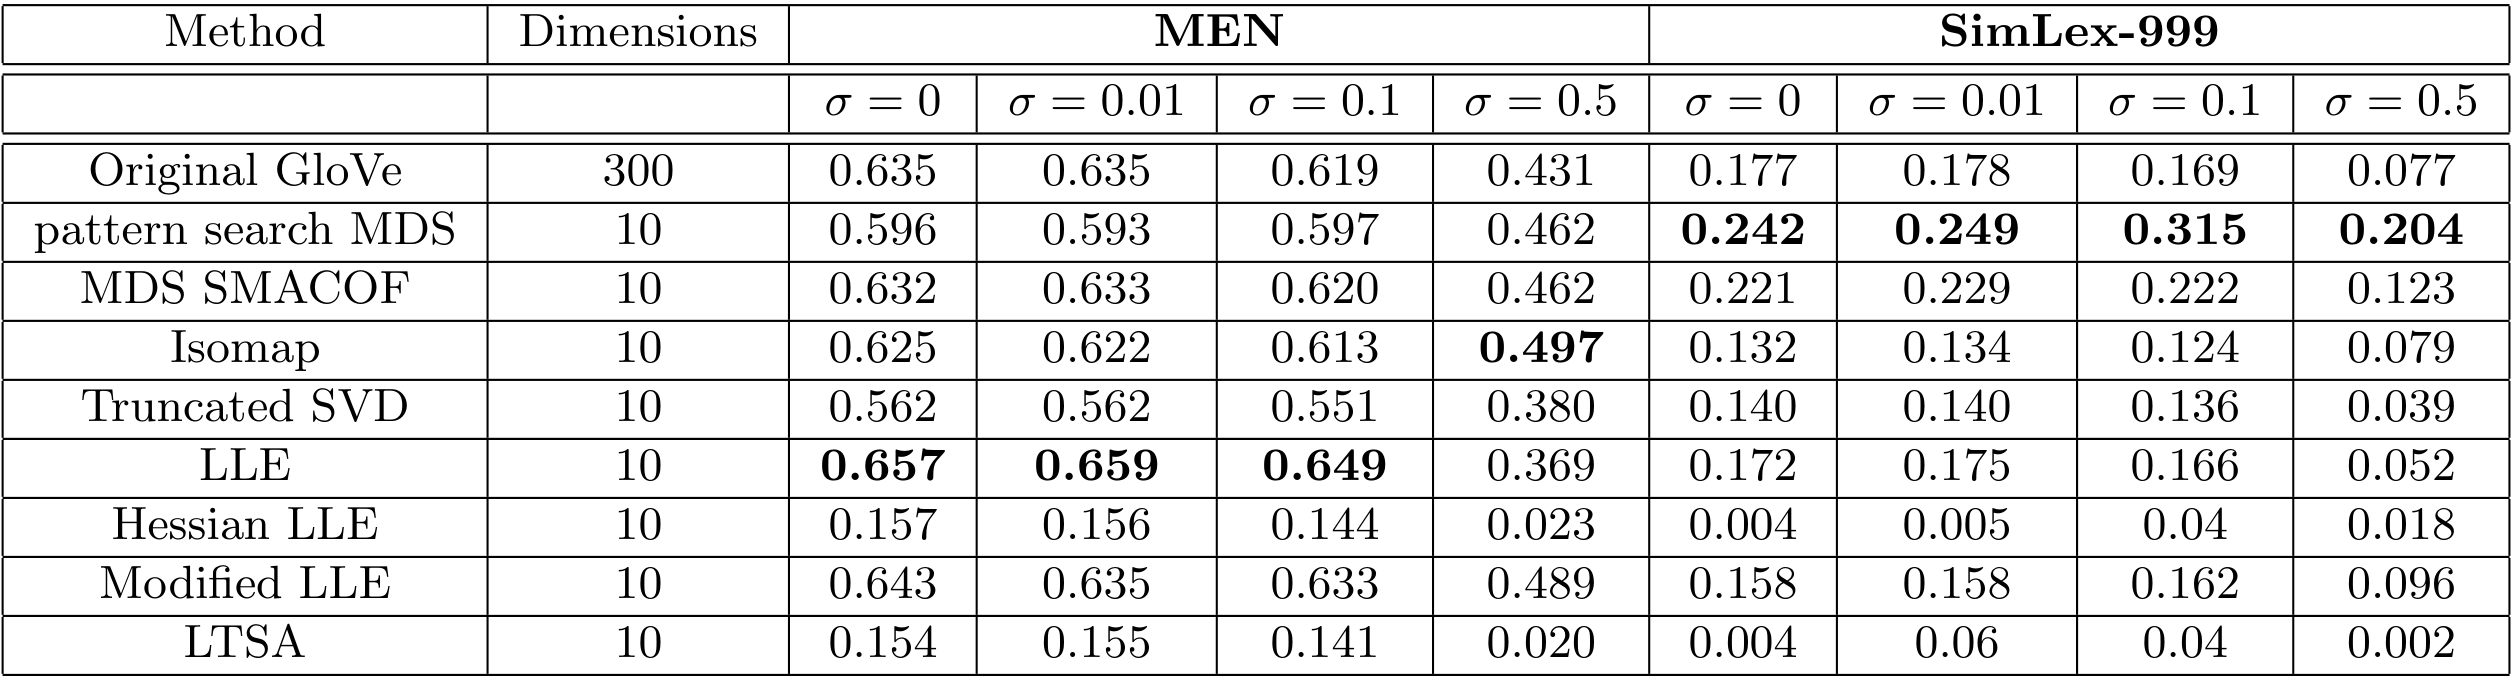 Method Dimensions MEN SimLex-999
σ = 0 σ = 0.01 σ = 0.1 σ = 0.5 σ = 0 σ = 0.01 σ = 0.1 σ = 0.5
Original GloVe 300 0.635 0.635 0.619 0.431 0.177 0.178 0.169 0.077
pattern search MDS 10 0.596 0.593 0.597 0.462 0.242 0.249 0.315 0.204
MDS SMACOF 10 0.632 0.633 0.620 0.462 0.221 0.229 0.222 0.123
Isomap 10 0.625 0.622 0.613 0.497 0.132 0.134 0.124 0.079
Truncated SVD 10 0.562 0.562 0.551 0.380 0.140 0.140 0.136 0.039
LLE 10 0.657 0.659 0.649 0.369 0.172 0.175 0.166 0.052
Hessian LLE 10 0.157 0.156 0.144 0.023 0.004 0.005 0.04 0.018
Modified LLE 10 0.643 0.635 0.633 0.489 0.158 0.158 0.162 0.096
LTSA 10 0.154 0.155 0.141 0.020 0.004 0.06 0.04 0.002